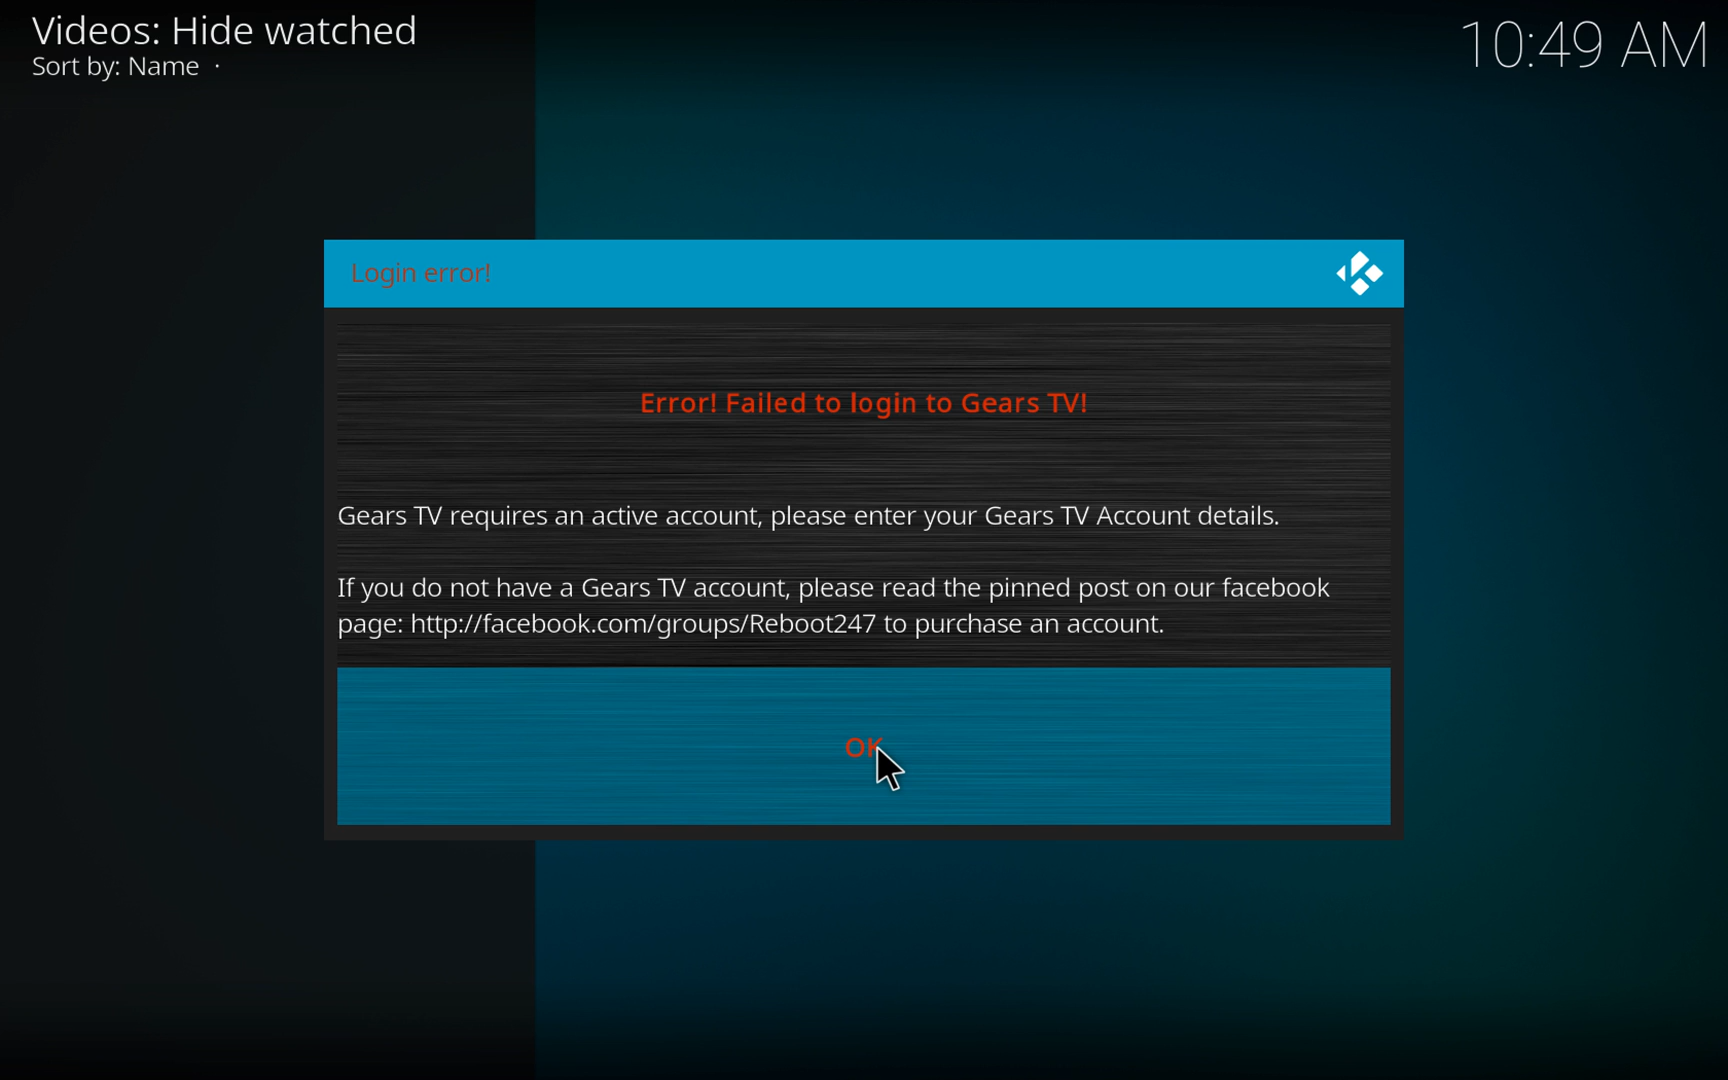 Videos: Hide watched
Sort by: Name ·
10:49 AM
Login error!
Error! Failed to login to Gears TV!
Gears TV requires an active account, please enter your Gears TV Account details.
If you do not have a Gears TV account, please read the pinned post on our facebook
page: http://facebook.com/groups/Reboot247 to purchase an account.
OK